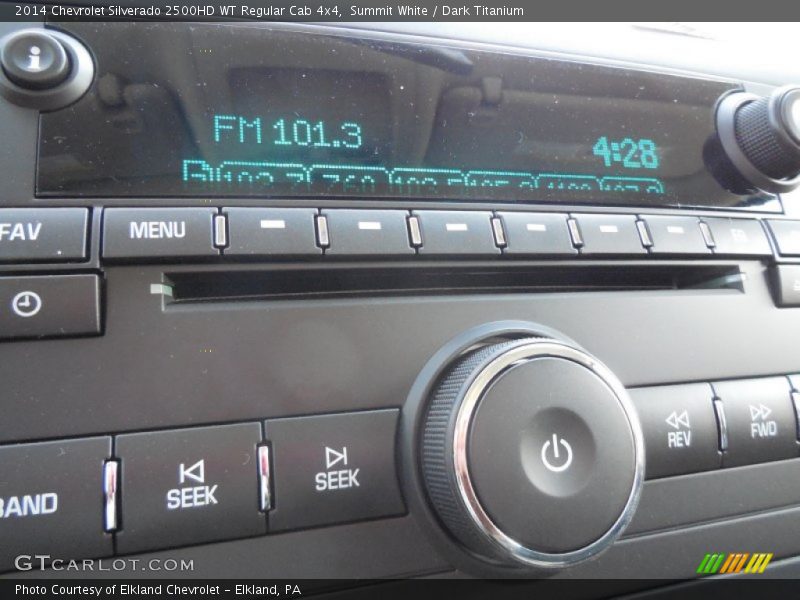 2014 Chevrolet Silverado 2500HD WT Regular Cab 4x4, Summit White / Dark Titanium
i
FM 101.3
4:28
FAV
MENU
BAND
SEEK
SEEK
REV
FWD
GTCARLOT.COM
Photo Courtesy of Elkland Chevrolet - Elkland, PA